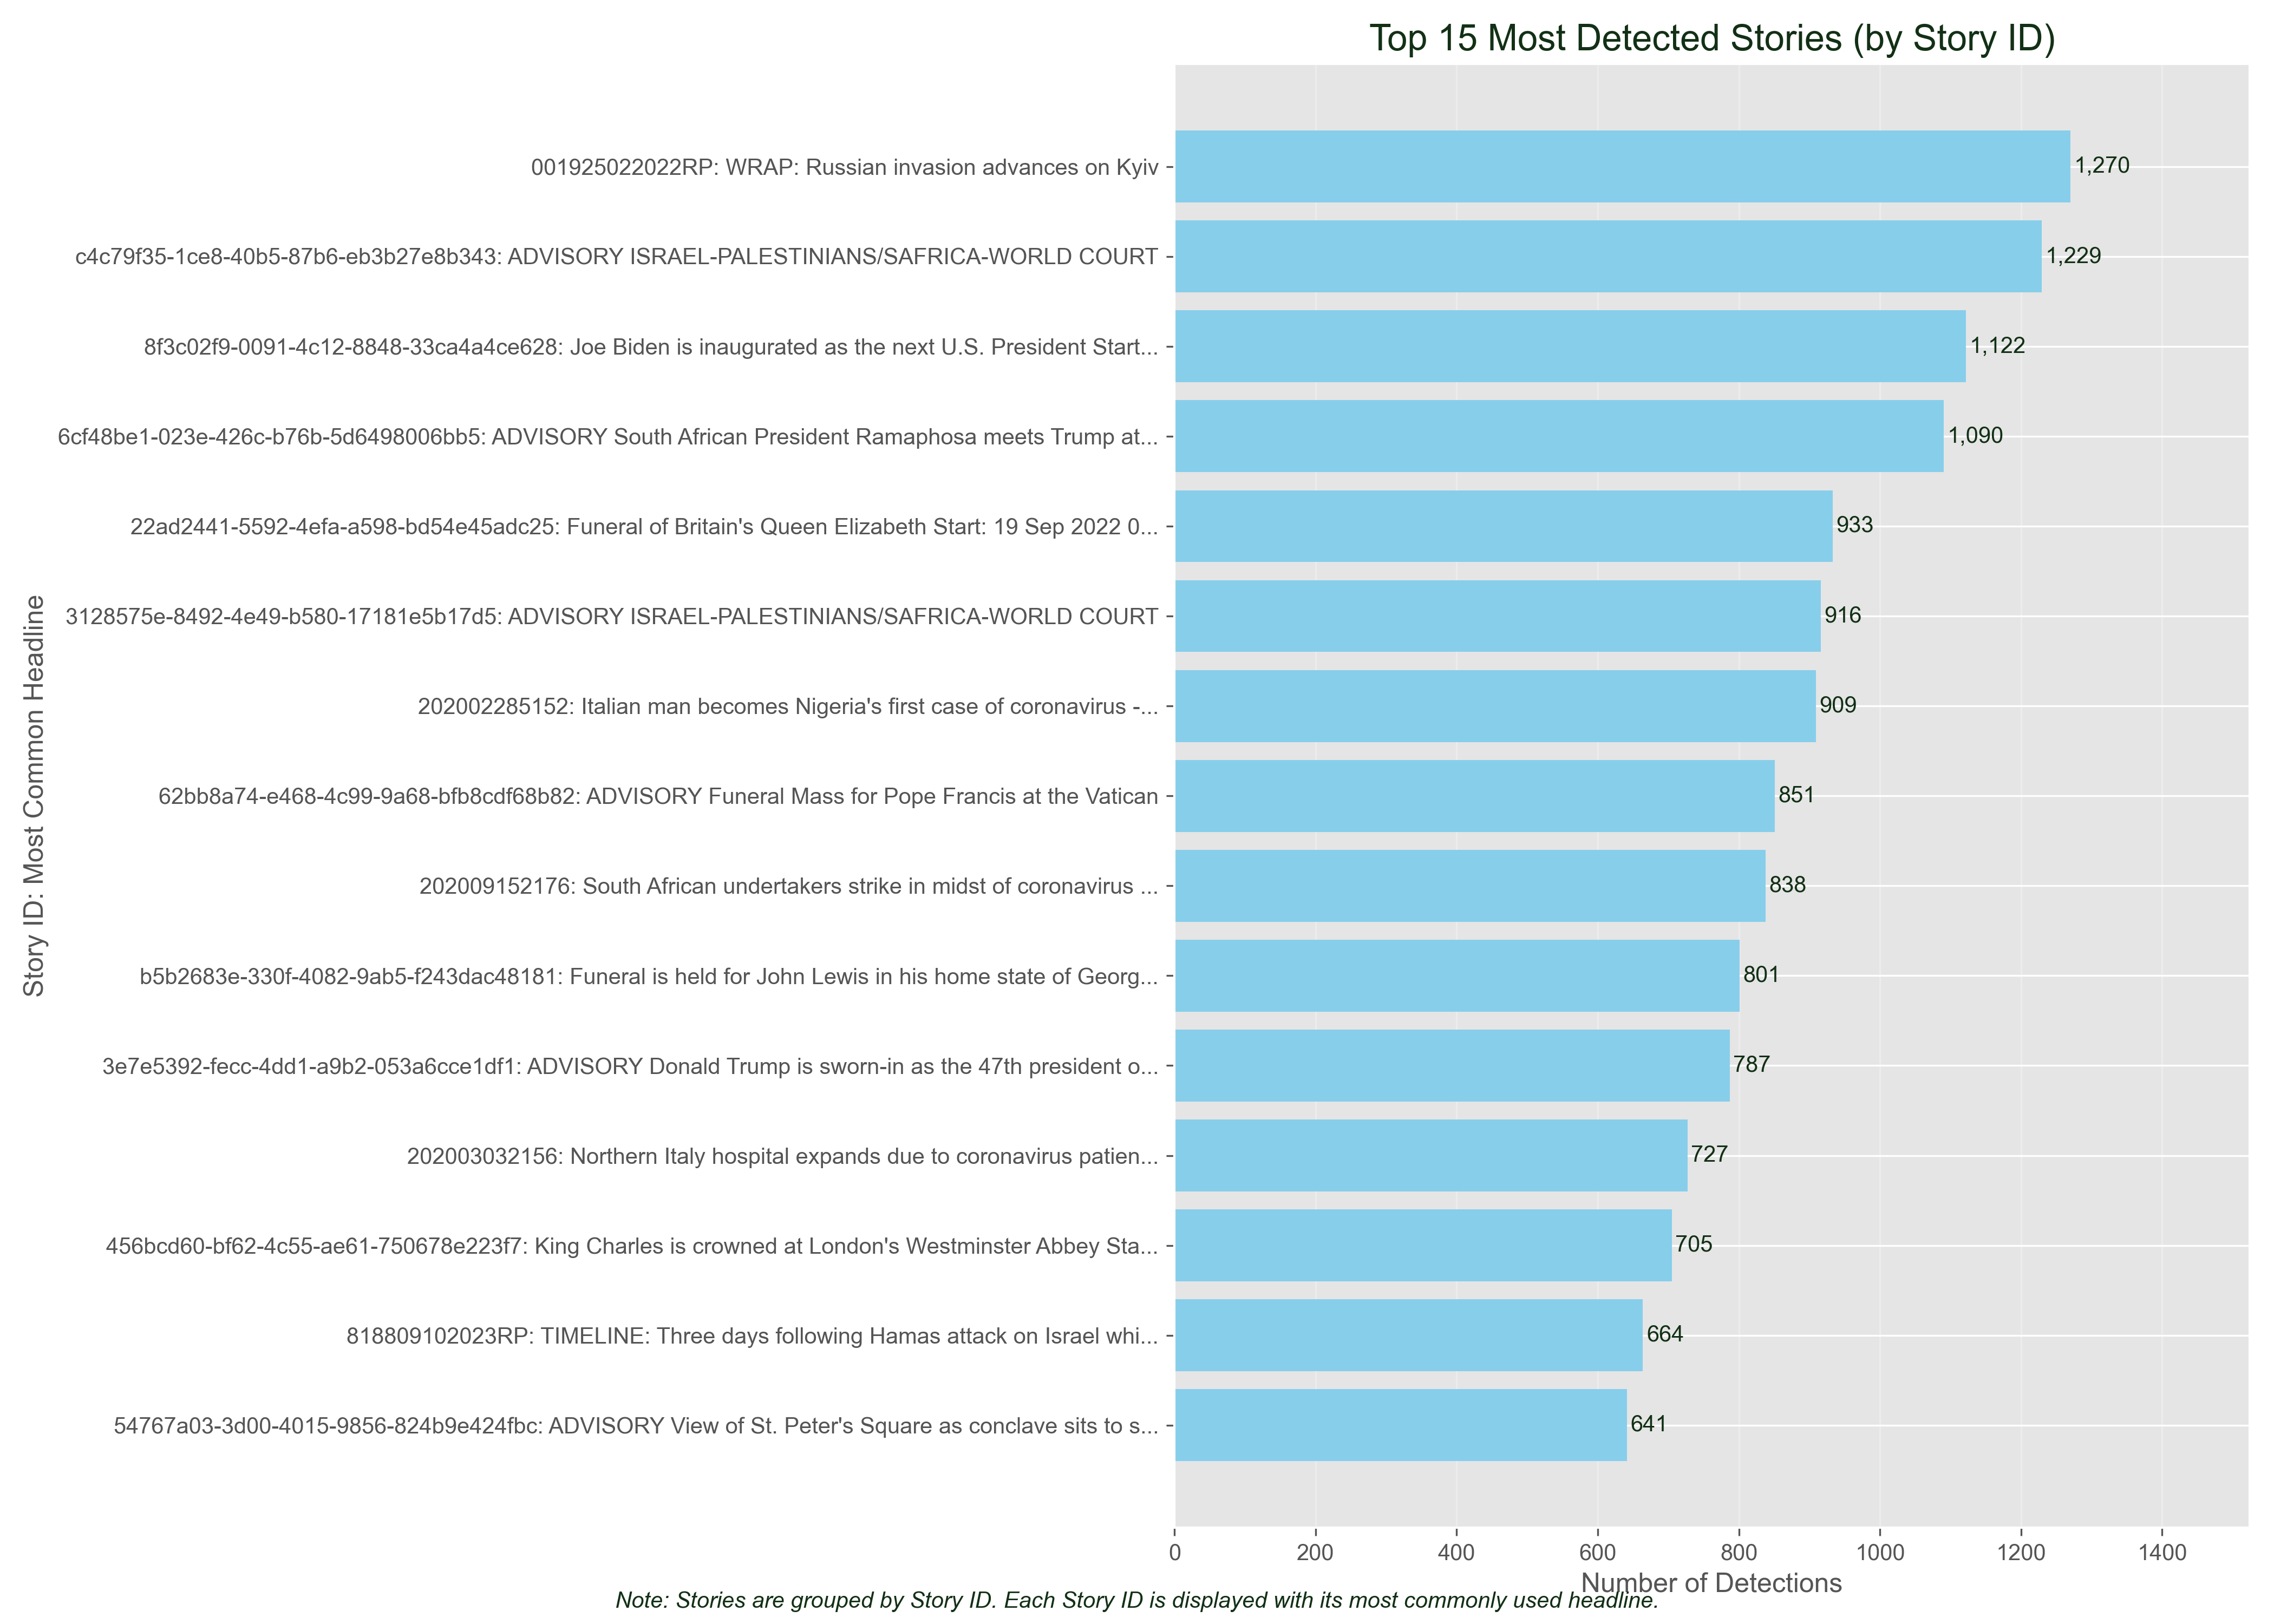 Top 15 Most Detected Stories (by Story ID)
Story ID: Most Common Headline
001925022022RP: WRAP: Russian invasion advances on Kyiv 1,270
c4c79f35-1ce8-40b5-87b6-eb3b27e8b343: ADVISORY ISRAEL-PALESTINIANS/SAFRICA-WORLD COURT 1,229
8f3c02f9-0091-4c12-8848-33ca4a4ce628: Joe Biden is inaugurated as the next U.S. President Start... 1,122
6cf48be1-023e-426c-b76b-5d6498006bb5: ADVISORY South African President Ramaphosa meets Trump at... 1,090
22ad2441-5592-4efa-a598-bd54e45adc25: Funeral of Britain's Queen Elizabeth Start: 19 Sep 2022 0... 933
3128575e-8492-4e49-b580-17181e5b17d5: ADVISORY ISRAEL-PALESTINIANS/SAFRICA-WORLD COURT 916
202002285152: Italian man becomes Nigeria's first case of coronavirus -... 909
62bb8a74-e468-4c99-9a68-bfb8cdf68b82: ADVISORY Funeral Mass for Pope Francis at the Vatican 851
202009152176: South African undertakers strike in midst of coronavirus ... 838
b5b2683e-330f-4082-9ab5-f243dac48181: Funeral is held for John Lewis in his home state of Georg... 801
3e7e5392-fecc-4dd1-a9b2-053a6cce1df1: ADVISORY Donald Trump is sworn-in as the 47th president o... 787
202003032156: Northern Italy hospital expands due to coronavirus patien... 727
456bcd60-bf62-4c55-ae61-750678e223f7: King Charles is crowned at London's Westminster Abbey Sta... 705
818809102023RP: TIMELINE: Three days following Hamas attack on Israel whi... 664
54767a03-3d00-4015-9856-824b9e424fbc: ADVISORY View of St. Peter's Square as conclave sits to s... 641
0 200 400 600 800 1000 1200 1400
Number of Detections
Note: Stories are grouped by Story ID. Each Story ID is displayed with its most commonly used headline.